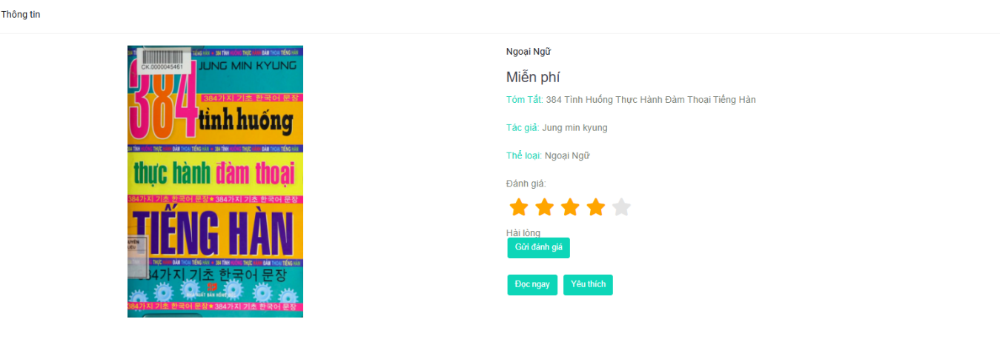 Thông tin
CK.0000045461
JUNG MIN KYUNG
384
384가지 기초 한국어 문장
tình huống
thực hành đàm thoại
384가지 기초 한국어 문장★384가지 기초 한국어 문장
TIẾNG HÀN
4가지 기초 한국어 문장
384가지 기초 한국어 문장★384가지 기초 한국어 문장
Ngoại Ngữ
Miễn phí
Tóm Tắt: 384 Tình Huống Thực Hành Đàm Thoại Tiếng Hàn
Tác giả: Jung min kyung
Thể loại: Ngoại Ngữ
Đánh giá:
Hài lòng
Gửi đánh giá
Đọc ngay
Yêu thích